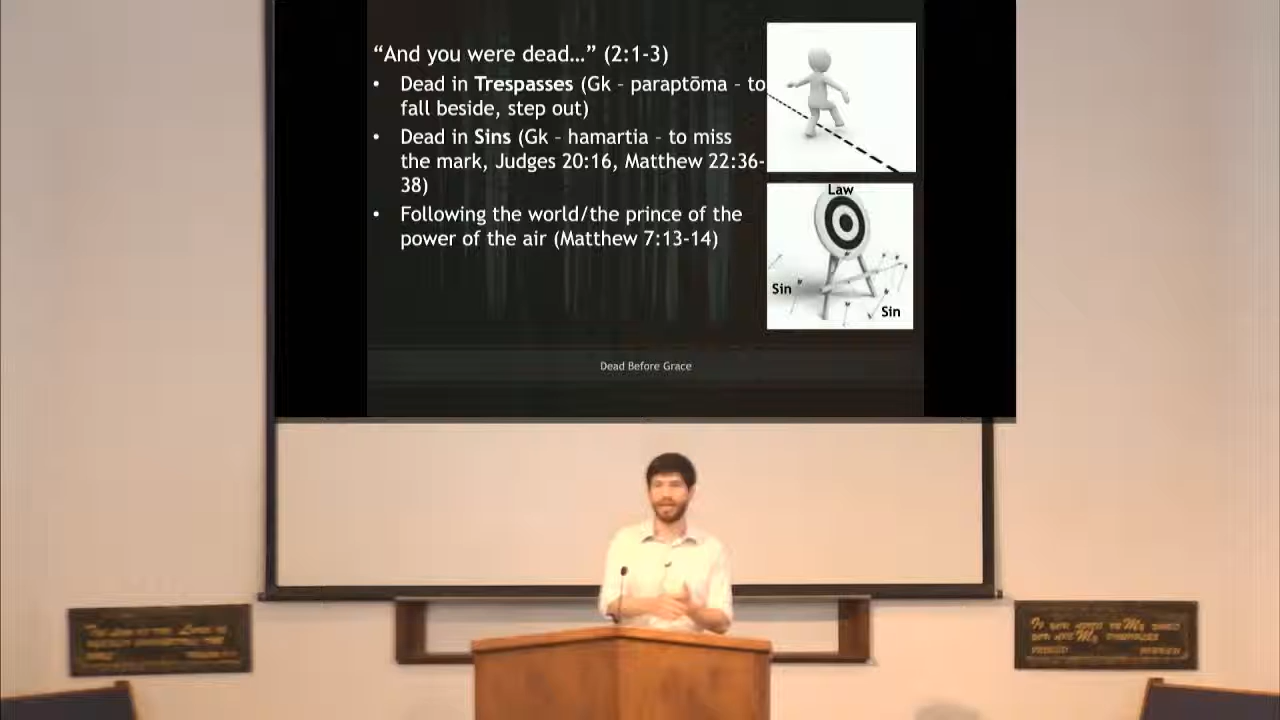 “And you were dead…” (2:1-3)
• Dead in Trespasses (Gk – paraptōma – to
fall beside, step out)
• Dead in Sins (Gk – hamartia – to miss
the mark, Judges 20:16, Matthew 22:36-
38)
• Following the world/the prince of the
power of the air (Matthew 7:13-14)
Law
Sin
Sin
Dead Before Grace